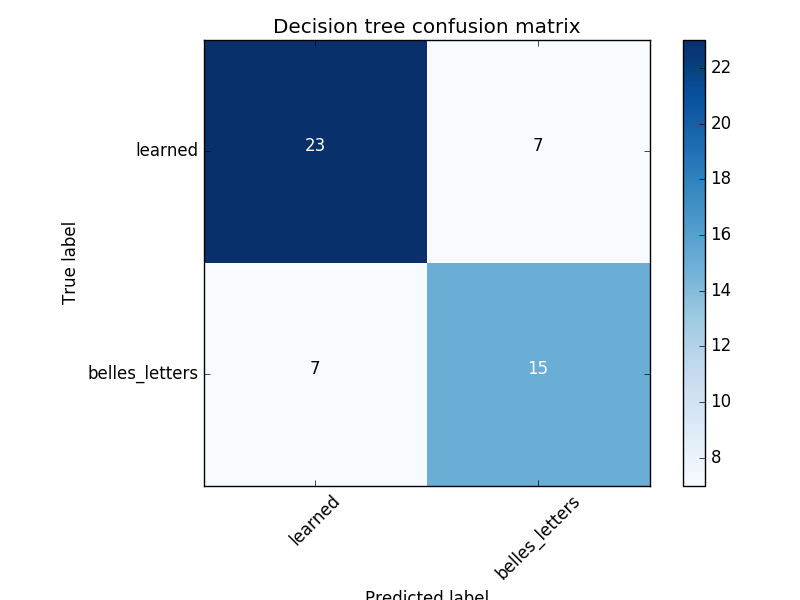 Decision tree confusion matrix
True label
learned
belles_letters
23
7
7
15
learned
belles_letters
Predicted label
22
20
18
16
14
12
10
8